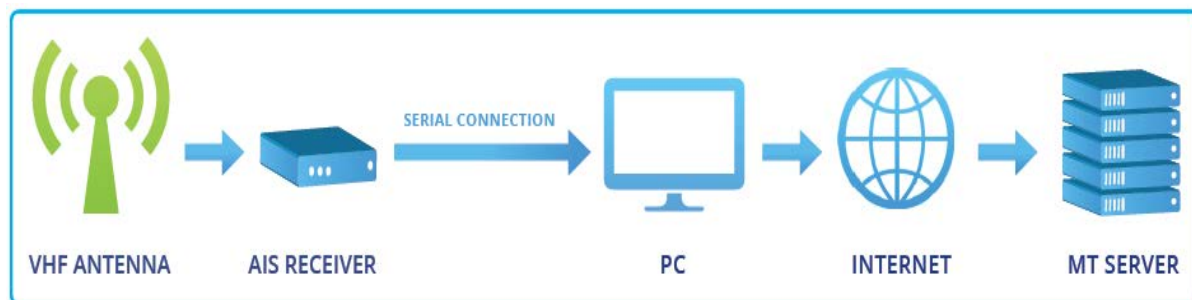 SERIAL CONNECTION
VHF ANTENNA
AIS RECEIVER
PC
INTERNET
MT SERVER